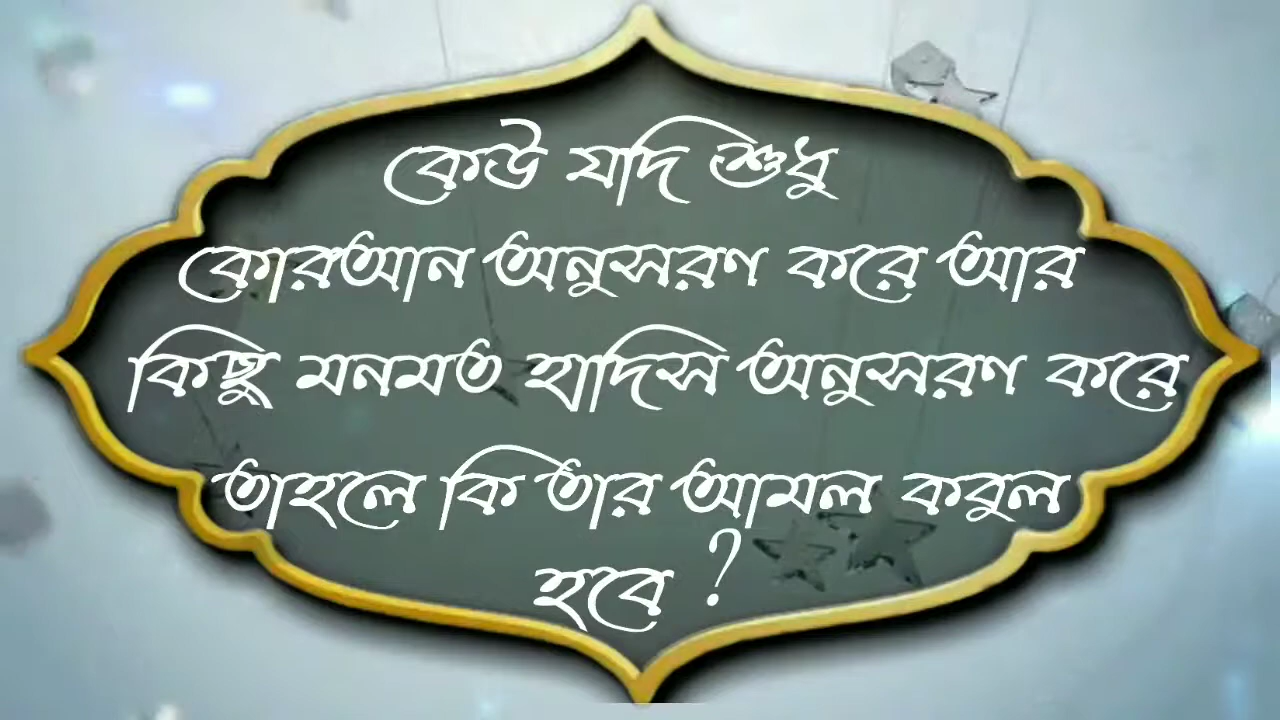 কেউ যদি শুধু
কোরআন অনুসরণ করে আর
কিছু মনমত হাদিস অনুসরণ করে
তাহলে কি তার আমল কবুল
হবে ?